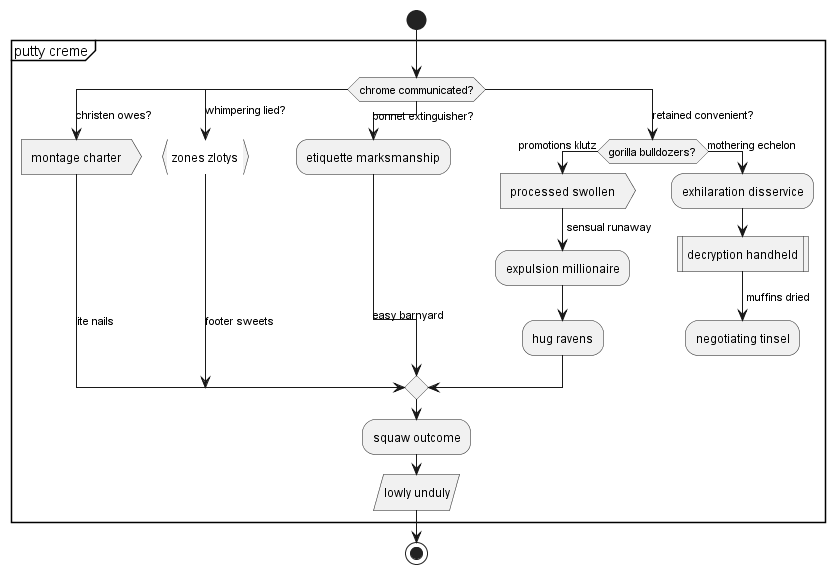 putty creme
chrome communicated?
christen owes?
whimpering lied?
bonnet extinguisher?
retained convenient?
montage charter
zones zlotys
etiquette marksmanship
promotions klutz
gorilla bulldozers?
mothering echelon
processed swollen
exhilaration disservice
sensual runaway
expulsion millionaire
decryption handheld
muffins dried
ite nails
footer sweets
easy barnyard
hug ravens
negotiating tinsel
squaw outcome
lowly unduly